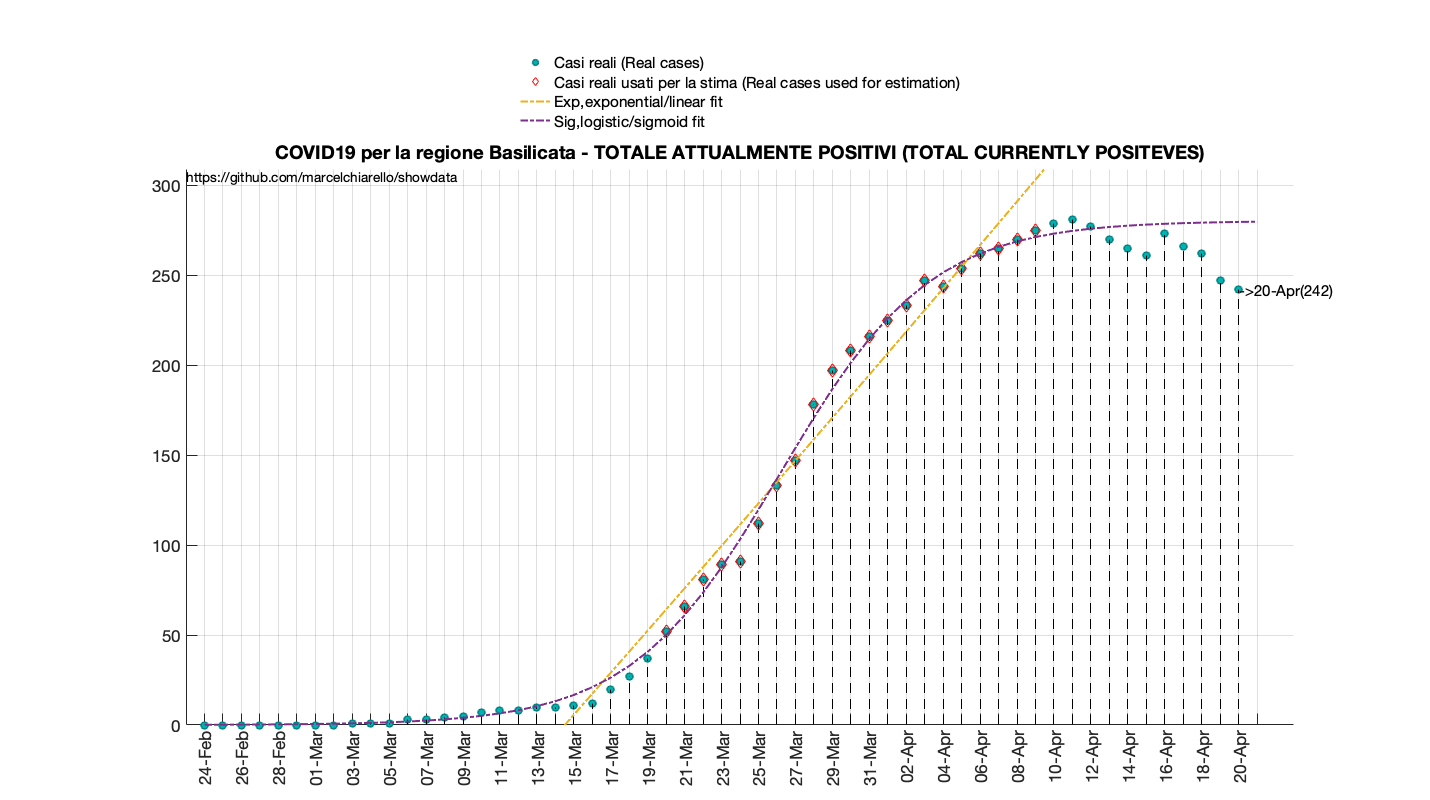 Casi reali (Real cases)
Casi reali usati per la stima (Real cases used for estimation)
Exp,exponential/linear fit
Sig,logistic/sigmoid fit
COVID19 per la regione Basilicata - TOTALE ATTUALMENTE POSITIVI (TOTAL CURRENTLY POSITEVES)
https://github.com/marcelchiarello/showdata
300
250
200
150
100
50
0
>20-Apr(242)
24-Feb
26-Feb
28-Feb
01-Mar
03-Mar
05-Mar
07-Mar
09-Mar
11-Mar
13-Mar
15-Mar
17-Mar
19-Mar
21-Mar
23-Mar
25-Mar
27-Mar
29-Mar
31-Mar
02-Apr
04-Apr
06-Apr
08-Apr
10-Apr
12-Apr
14-Apr
16-Apr
18-Apr
20-Apr